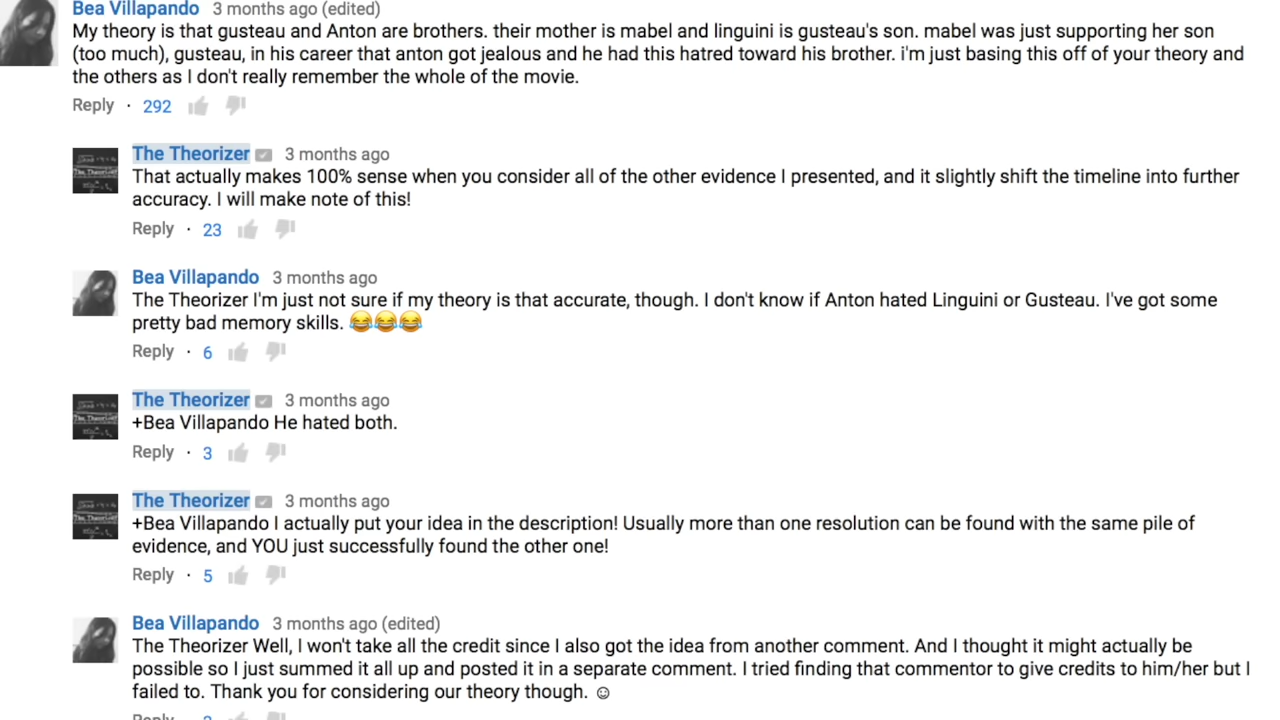 Bea Villapando 3 months ago (edited)
My theory is that gusteau and Anton are brothers. their mother is mabel and linguini is gusteau's son. mabel was just supporting her son
(too much), gusteau, in his career that anton got jealous and he had this hatred toward his brother. i'm just basing this off of your theory and
the others as I don't really remember the whole of the movie.
Reply · 292
The Theorizer 3 months ago
That actually makes 100% sense when you consider all of the other evidence I presented, and it slightly shift the timeline into further
accuracy. I will make note of this!
Reply · 23
Bea Villapando 3 months ago
The Theorizer I'm just not sure if my theory is that accurate, though. I don't know if Anton hated Linguini or Gusteau. I've got some
pretty bad memory skills. 😂😂😂
Reply · 6
The Theorizer 3 months ago
+Bea Villapando He hated both.
Reply · 3
The Theorizer 3 months ago
+Bea Villapando I actually put your idea in the description! Usually more than one resolution can be found with the same pile of
evidence, and YOU just successfully found the other one!
Reply · 5
Bea Villapando 3 months ago (edited)
The Theorizer Well, I won't take all the credit since I also got the idea from another comment. And I thought it might actually be
possible so I just summed it all up and posted it in a separate comment. I tried finding that commentor to give credits to him/her but I
failed to. Thank you for considering our theory though. ☺
Reply